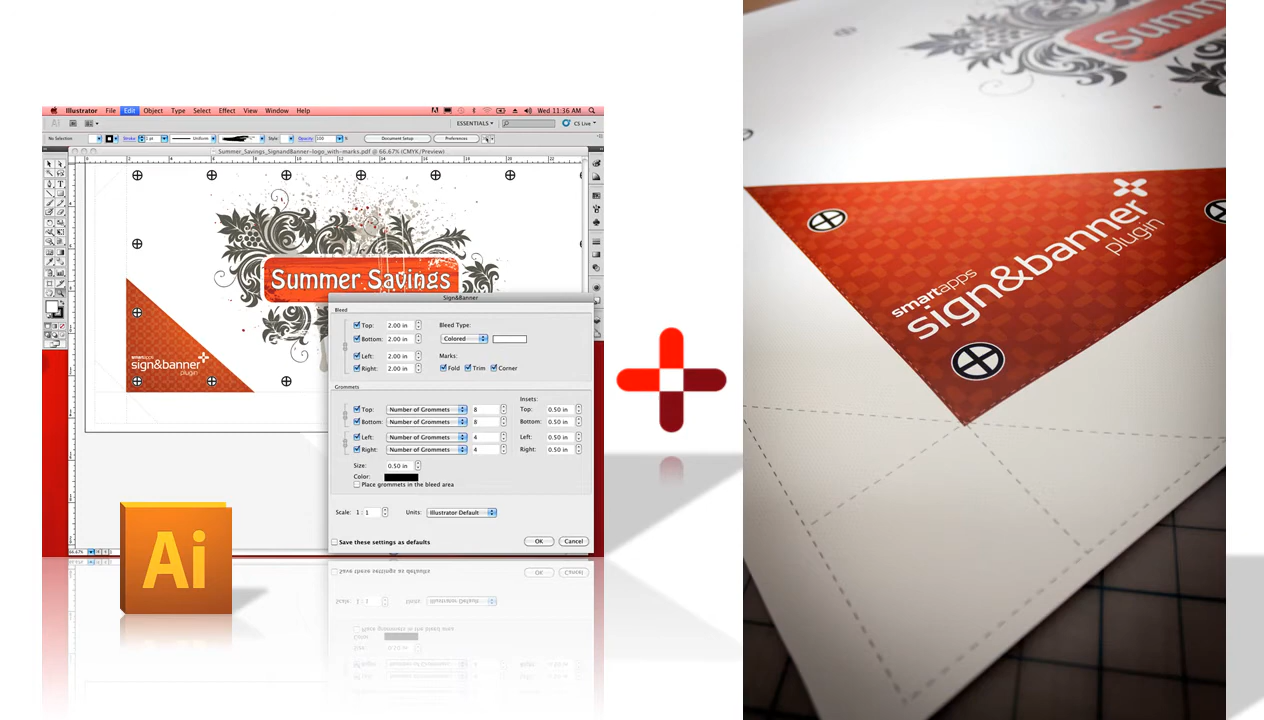 Illustrator File Edit Object Type Select Effect View Window Help
Wed 11:36 AM
ESSENTIALS
CS Live
No Selection
Stroke: 1 pt
Uniform
Style:
Opacity: 100 %
Document Setup
Preferences
Summer_Savings_SignandBanner-logo_with-marks.pdf @ 66.67% (CMYK/Preview)
Summer Savings
smartapps
sign&banner
plugin
Sign&Banner
Bleed
Top: 2.00 in
Bottom: 2.00 in
Left: 2.00 in
Right: 2.00 in
Bleed Type:
Colored
Marks:
Fold Trim Corner
Grommets
Insets:
Top: Number of Grommets 8 Top: 0.50 in
Bottom: Number of Grommets 8 Bottom: 0.50 in
Left: Number of Grommets 4 Left: 0.50 in
Right: Number of Grommets 4 Right: 0.50 in
Size: 0.50 in
Color:
Place grommets in the bleed area
Scale: 1 : 1 Units: Illustrator Default
Save these settings as defaults OK Cancel
66.67%
Ai
Summ
smartapps
sign&banner
plugin